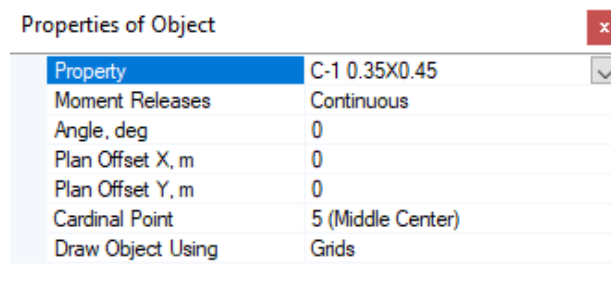 Properties of Object x
Property C-1 0.35X0.45
Moment Releases Continuous
Angle, deg 0
Plan Offset X, m 0
Plan Offset Y, m 0
Cardinal Point 5 (Middle Center)
Draw Object Using Grids